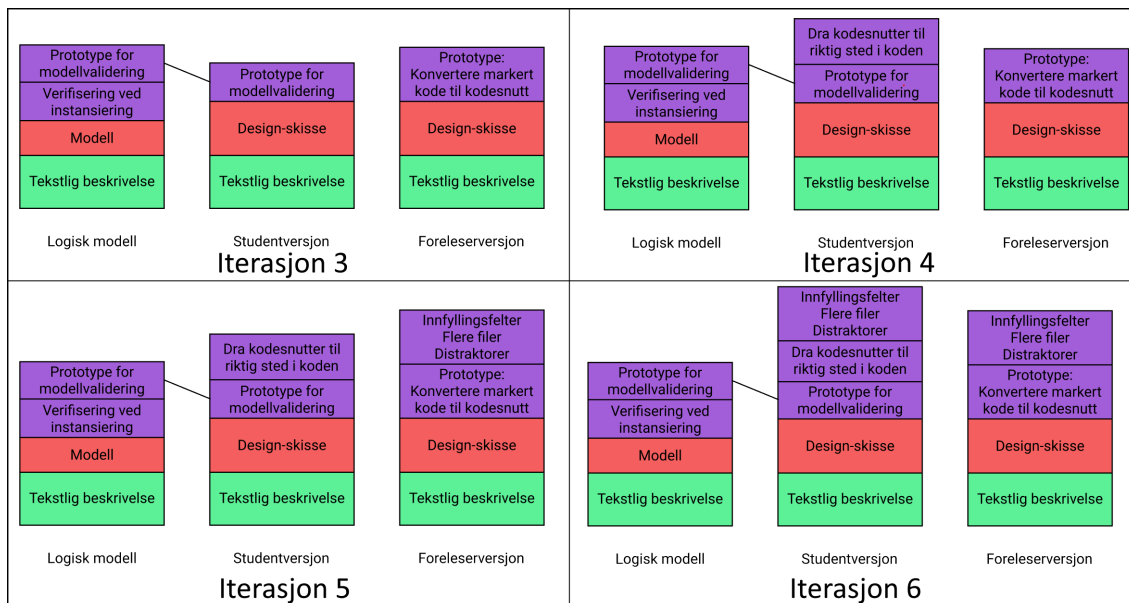 Prototype for
modellvalidering
Verifisering ved
instansiering
Modell
Tekstlig beskrivelse
Logisk modell
Prototype for
modellvalidering
Design-skisse
Tekstlig beskrivelse
Studentversjon
Prototype:
Konvertere markert
kode til kodesnutt
Design-skisse
Tekstlig beskrivelse
Foreleserversjon
Iterasjon 3
Prototype for
modellvalidering
Verifisering ved
instansiering
Modell
Tekstlig beskrivelse
Logisk modell
Dra kodesnutter til
riktig sted i koden
Prototype for
modellvalidering
Design-skisse
Tekstlig beskrivelse
Studentversjon
Prototype:
Konvertere markert
kode til kodesnutt
Design-skisse
Tekstlig beskrivelse
Foreleserversjon
Iterasjon 4
Prototype for
modellvalidering
Verifisering ved
instansiering
Modell
Tekstlig beskrivelse
Logisk modell
Dra kodesnutter til
riktig sted i koden
Prototype for
modellvalidering
Design-skisse
Tekstlig beskrivelse
Studentversjon
Innfyllingsfelter
Flere filer
Distraktorer
Prototype:
Konvertere markert
kode til kodesnutt
Design-skisse
Tekstlig beskrivelse
Foreleserversjon
Iterasjon 5
Prototype for
modellvalidering
Verifisering ved
instansiering
Modell
Tekstlig beskrivelse
Logisk modell
Innfyllingsfelter
Flere filer
Distraktorer
Dra kodesnutter til
riktig sted i koden
Prototype for
modellvalidering
Design-skisse
Tekstlig beskrivelse
Studentversjon
Innfyllingsfelter
Flere filer
Distraktorer
Prototype:
Konvertere markert
kode til kodesnutt
Design-skisse
Tekstlig beskrivelse
Foreleserversjon
Iterasjon 6